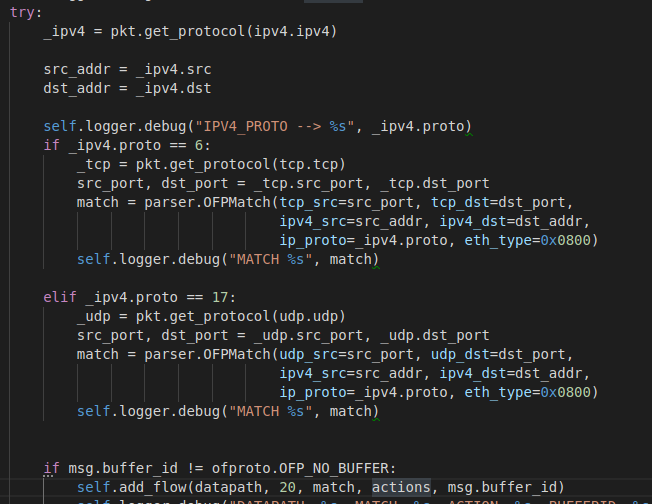 try:
_ipv4 = pkt.get_protocol(ipv4.ipv4)
src_addr = _ipv4.src
dst_addr = _ipv4.dst
self.logger.debug("IPV4_PROTO --> %s", _ipv4.proto)
if _ipv4.proto == 6:
_tcp = pkt.get_protocol(tcp.tcp)
src_port, dst_port = _tcp.src_port, _tcp.dst_port
match = parser.OFPMatch(tcp_src=src_port, tcp_dst=dst_port,
ipv4_src=src_addr, ipv4_dst=dst_addr,
ip_proto=_ipv4.proto, eth_type=0x0800)
self.logger.debug("MATCH %s", match)
elif _ipv4.proto == 17:
_udp = pkt.get_protocol(udp.udp)
src_port, dst_port = _udp.src_port, _udp.dst_port
match = parser.OFPMatch(udp_src=src_port, udp_dst=dst_port,
ipv4_src=src_addr, ipv4_dst=dst_addr,
ip_proto=_ipv4.proto, eth_type=0x0800)
self.logger.debug("MATCH %s", match)
if msg.buffer_id != ofproto.OFP_NO_BUFFER:
self.add_flow(datapath, 20, match, actions, msg.buffer_id)